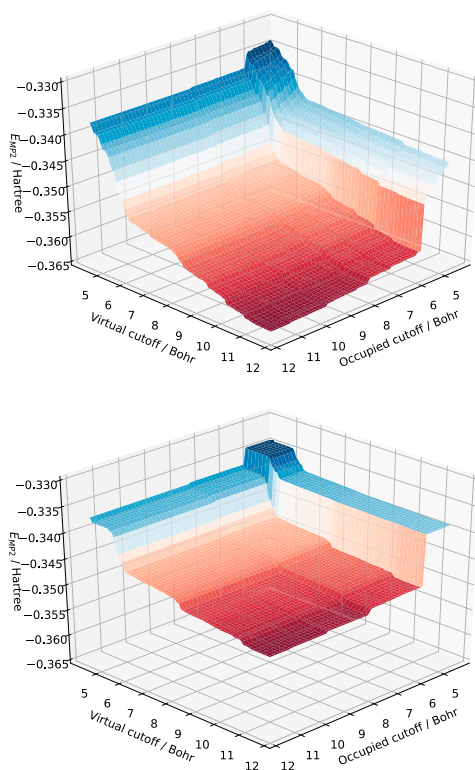 −0.330
−0.335
−0.340
−0.345
−0.350
−0.355
−0.360
−0.365
E_MP2 / Hartree
5 6 7 8 9 10 11 12
Virtual cutoff / Bohr
12 11 10 9 8 7 6 5
Occupied cutoff / Bohr
−0.330
−0.335
−0.340
−0.345
−0.350
−0.355
−0.360
−0.365
E_MP2 / Hartree
5 6 7 8 9 10 11 12
Virtual cutoff / Bohr
12 11 10 9 8 7 6 5
Occupied cutoff / Bohr